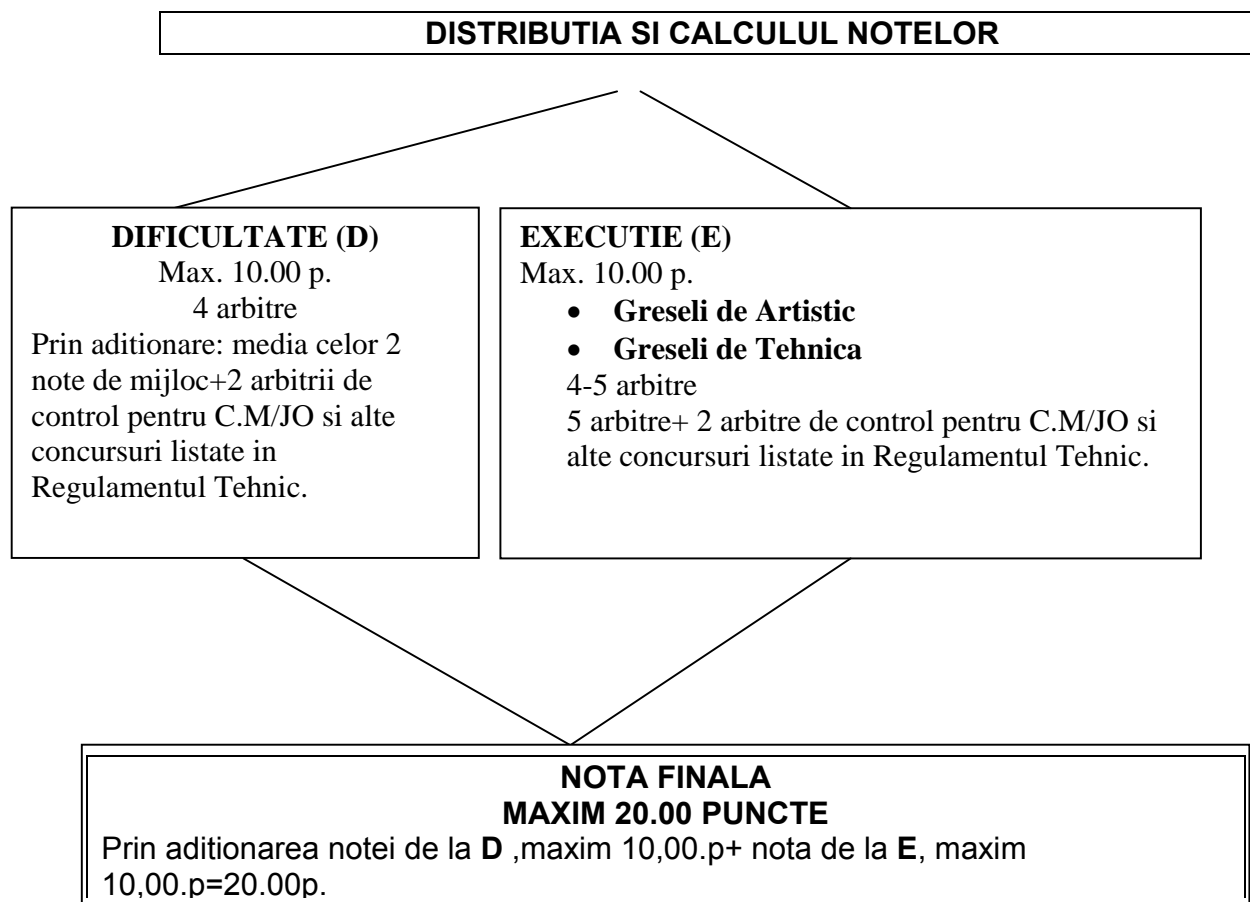 DISTRIBUTIA SI CALCULUL NOTELOR
DIFICULTATE (D)
Max. 10.00 p.
4 arbitre
Prin aditionare: media celor 2
note de mijloc+2 arbitrii de
control pentru C.M/JO si alte
concursuri listate in
Regulamentul Tehnic.
EXECUTIE (E)
Max. 10.00 p.
• Greseli de Artistic
• Greseli de Tehnica
4-5 arbitre
5 arbitre+ 2 arbitre de control pentru C.M/JO si
alte concursuri listate in Regulamentul Tehnic.
NOTA FINALA
MAXIM 20.00 PUNCTE
Prin aditionarea notei de la D ,maxim 10,00.p+ nota de la E, maxim
10,00.p=20.00p.